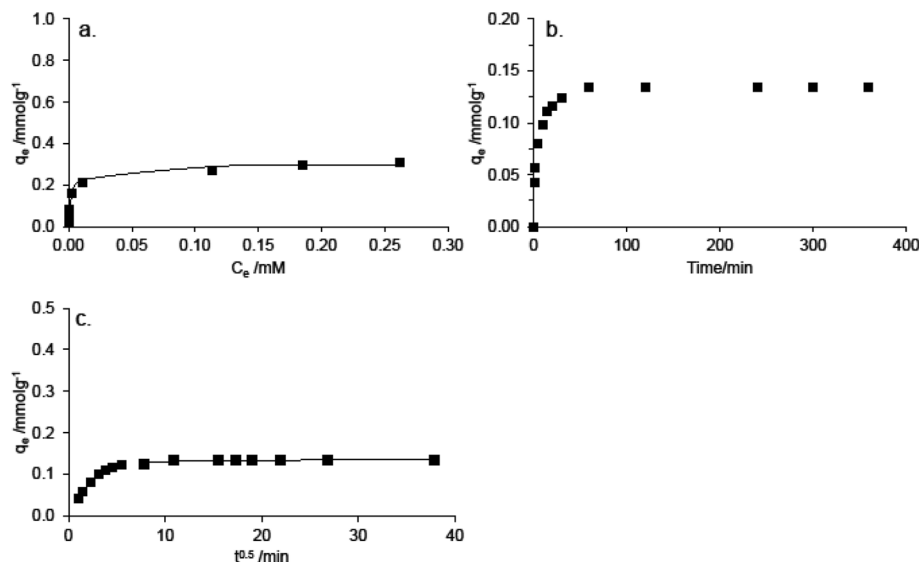 a.
1.0
0.8
0.6
0.4
0.2
0.0
qₑ /mmolg⁻¹
0.00 0.05 0.10 0.15 0.20 0.25 0.30
Cₑ /mM
b.
0.20
0.15
0.10
0.05
0.00
qₑ /mmolg⁻¹
0 100 200 300 400
Time/min
c.
0.5
0.4
0.3
0.2
0.1
0.0
qₑ /mmolg⁻¹
0 10 20 30 40
t⁰·⁵ /min